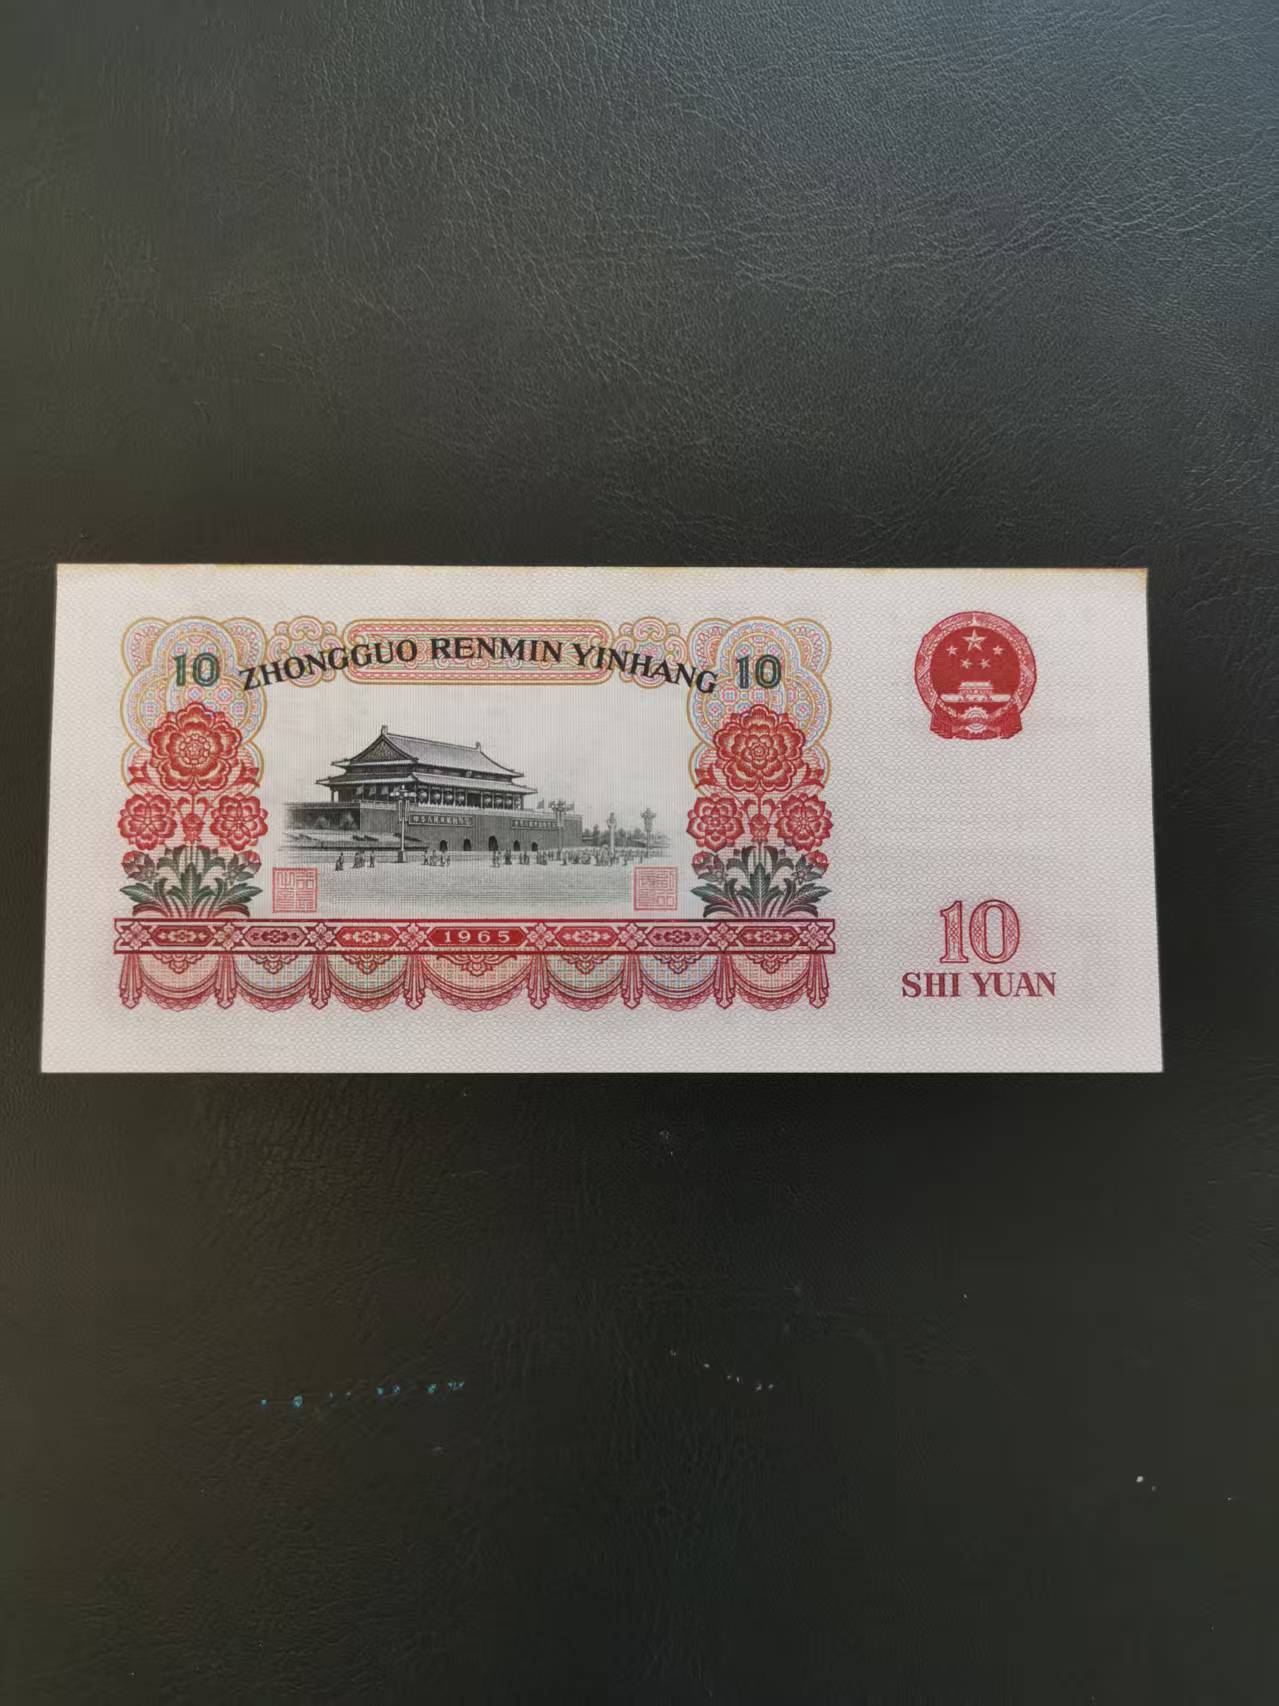 10 ZHONGGUO RENMIN YINHANG 10
1965
10
SHI YUAN